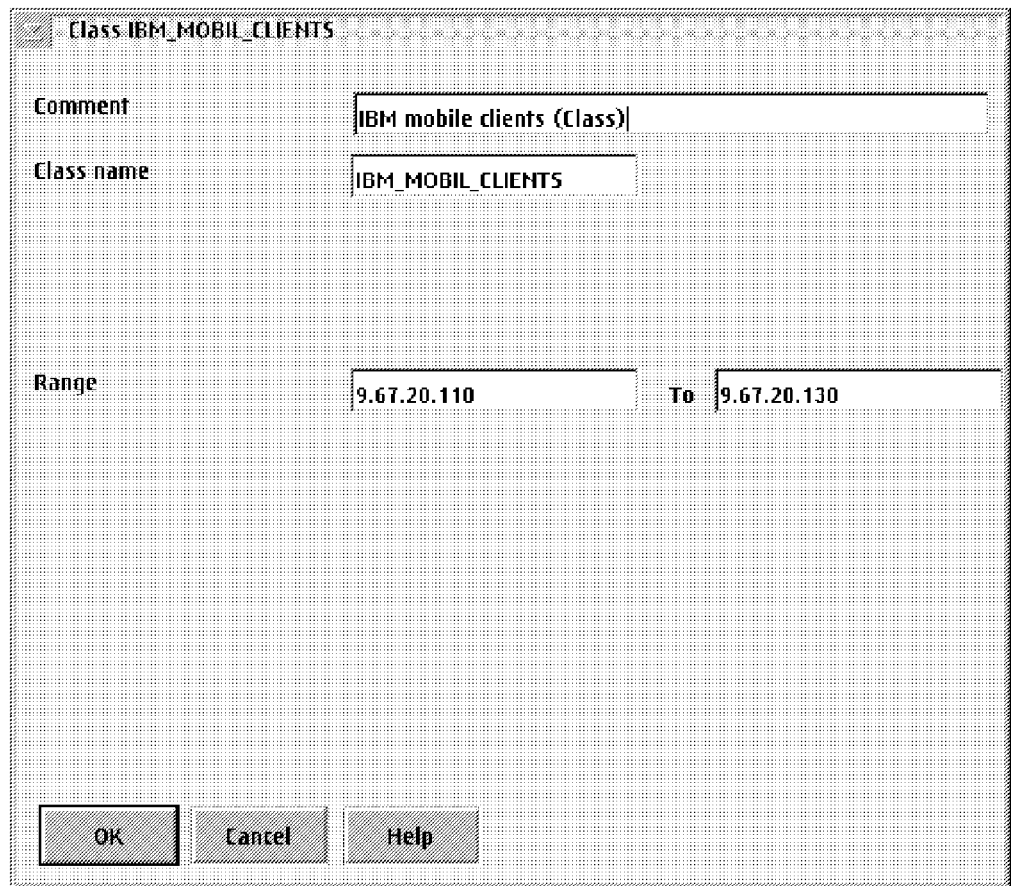 Class IBM_MOBIL_CLIENTS
Comment IBM mobile clients (Class)
Class name IBM_MOBIL_CLIENTS
Range 9.67.20.110 To 9.67.20.130
OK Cancel Help